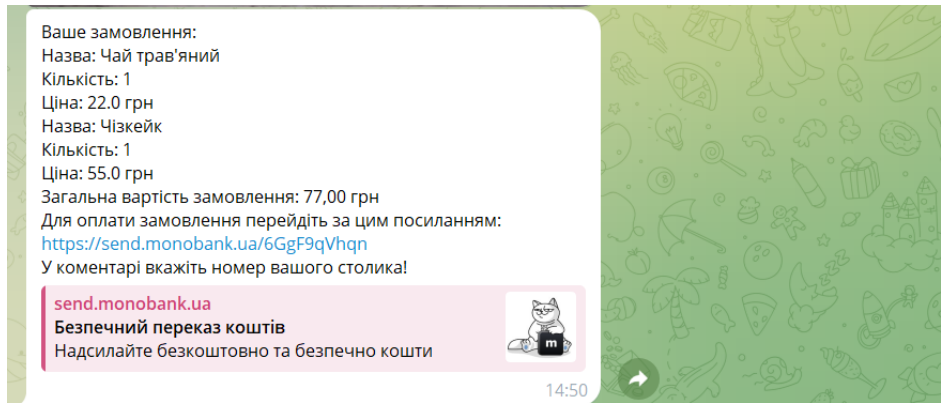 Ваше замовлення:
Назва: Чай трав'яний
Кількість: 1
Ціна: 22.0 грн
Назва: Чізкейк
Кількість: 1
Ціна: 55.0 грн
Загальна вартість замовлення: 77,00 грн
Для оплати замовлення перейдіть за цим посиланням:
https://send.monobank.ua/6GgF9qVhqn
У коментарі вкажіть номер вашого столика!
send.monobank.ua
Безпечний переказ коштів
Надсилайте безкоштовно та безпечно кошти
m
14:50